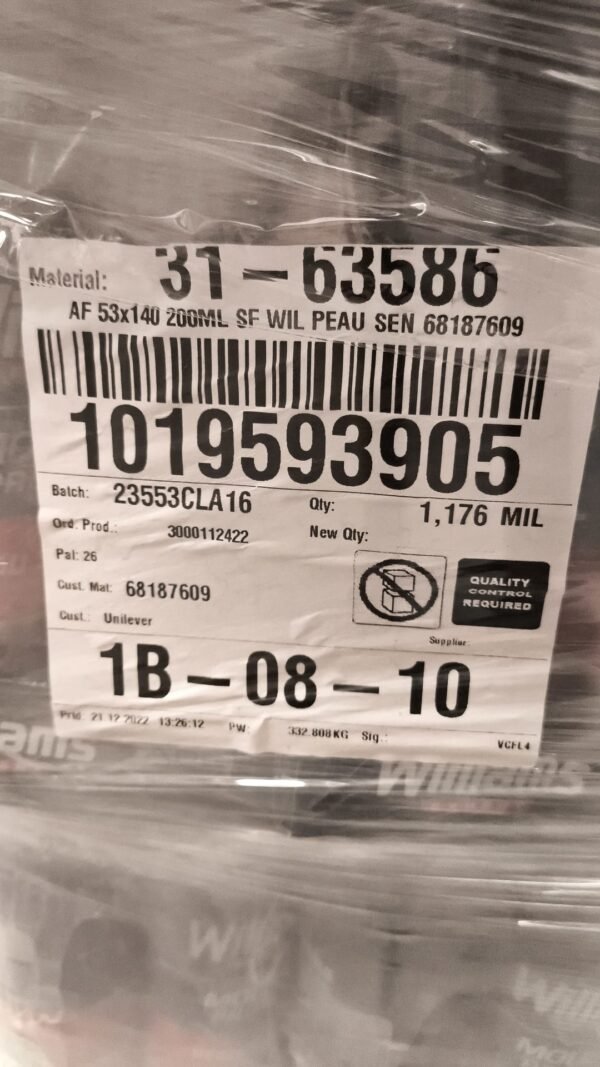 Material: 31-63586
AF 53x140 200ML SF WIL PEAU SEN 68187609
1019593905
Batch: 23553CLA16 Qty: 1,176 MIL
Ord. Prod.: 3000112422 New Qty:
Pal: 26
QUALITY
CONTROL
REQUIRED
Cust. Mat: 68187609
Cust.: Unilever
Supplier
1B-08-10
Prtd 21 12 2022 13:26:12 PW: 332.808KG Sig.: VCFL4
ams
Williams